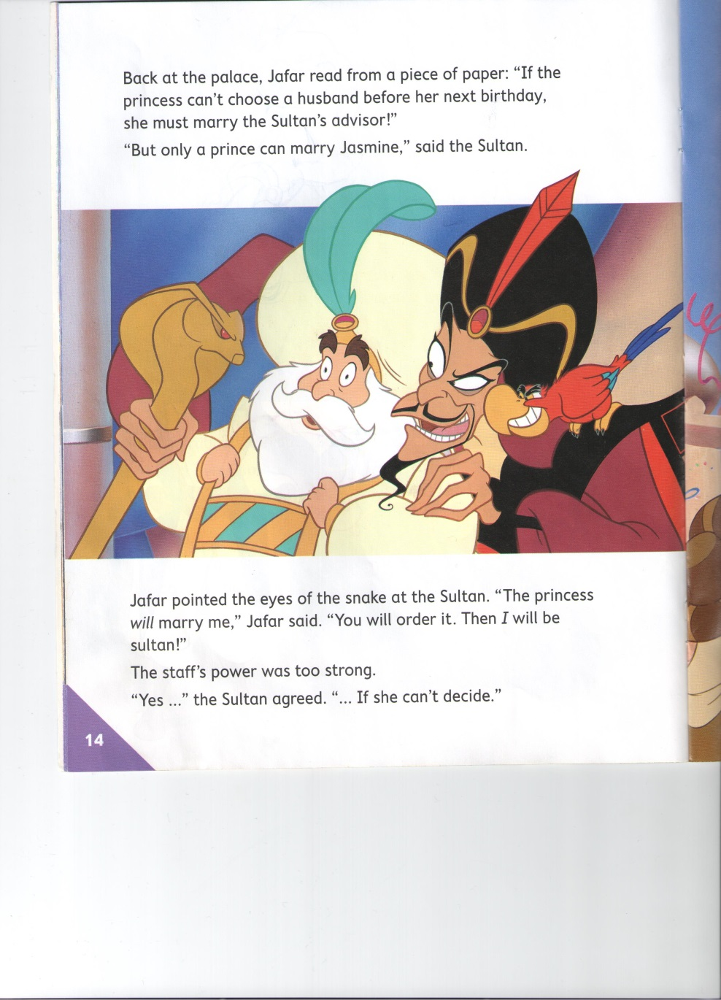 Back at the palace, Jafar read from a piece of paper: “If the
princess can’t choose a husband before her next birthday,
she must marry the Sultan’s advisor!”
“But only a prince can marry Jasmine,” said the Sultan.
Jafar pointed the eyes of the snake at the Sultan. “The princess
will marry me,” Jafar said. “You will order it. Then I will be
sultan!”
The staff’s power was too strong.
“Yes ...” the Sultan agreed. “... If she can’t decide.”
14